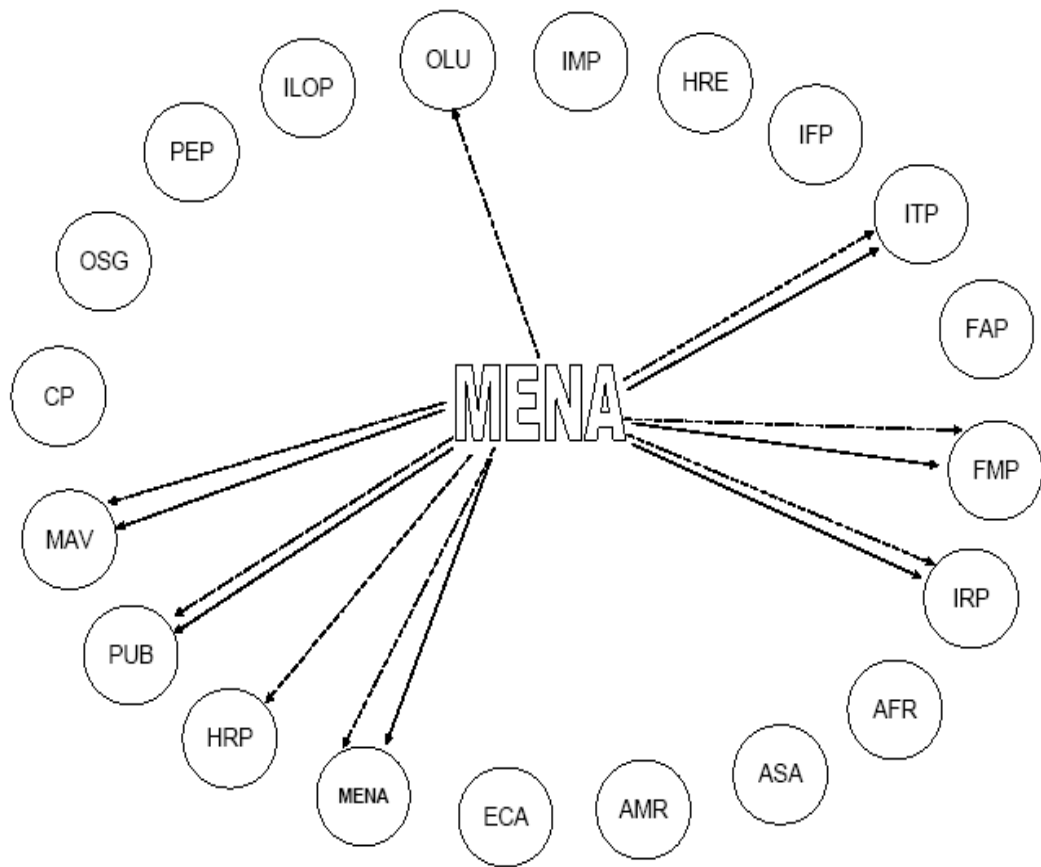 OLU
IMP
ILOP
HRE
IFP
PEP
ITP
OSG
FAP
CP
MENA
FMP
MAV
IRP
PUB
AFR
HRP
MENA
ECA
AMR
ASA